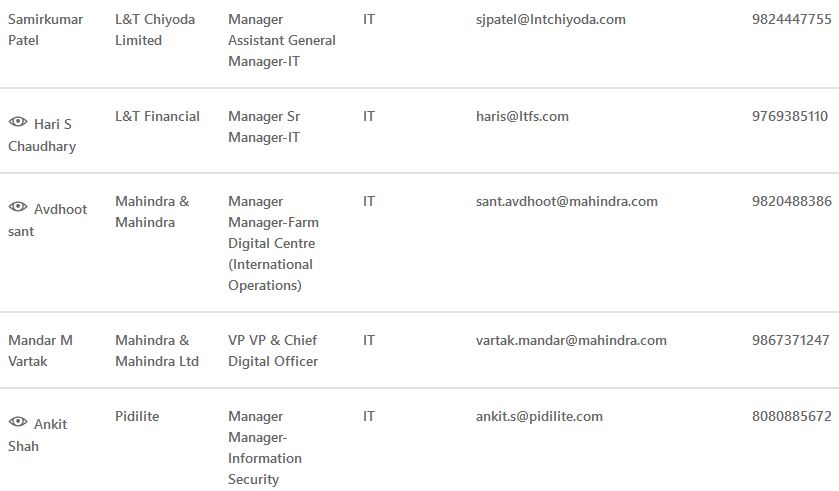 Samirkumar L&T Chiyoda Manager IT sjpatel@lntchiyoda.com 9824447755
Patel Limited Assistant General
Manager-IT
Hari S L&T Financial Manager Sr IT haris@ltfs.com 9769385110
Chaudhary Manager-IT
Avdhoot Mahindra & Manager IT sant.avdhoot@mahindra.com 9820488386
sant Mahindra Manager-Farm
Digital Centre
(International
Operations)
Mandar M Mahindra & VP VP & Chief IT vartak.mandar@mahindra.com 9867371247
Vartak Mahindra Ltd Digital Officer
Ankit Pidilite Manager IT ankit.s@pidilite.com 8080885672
Shah Manager-
Information
Security